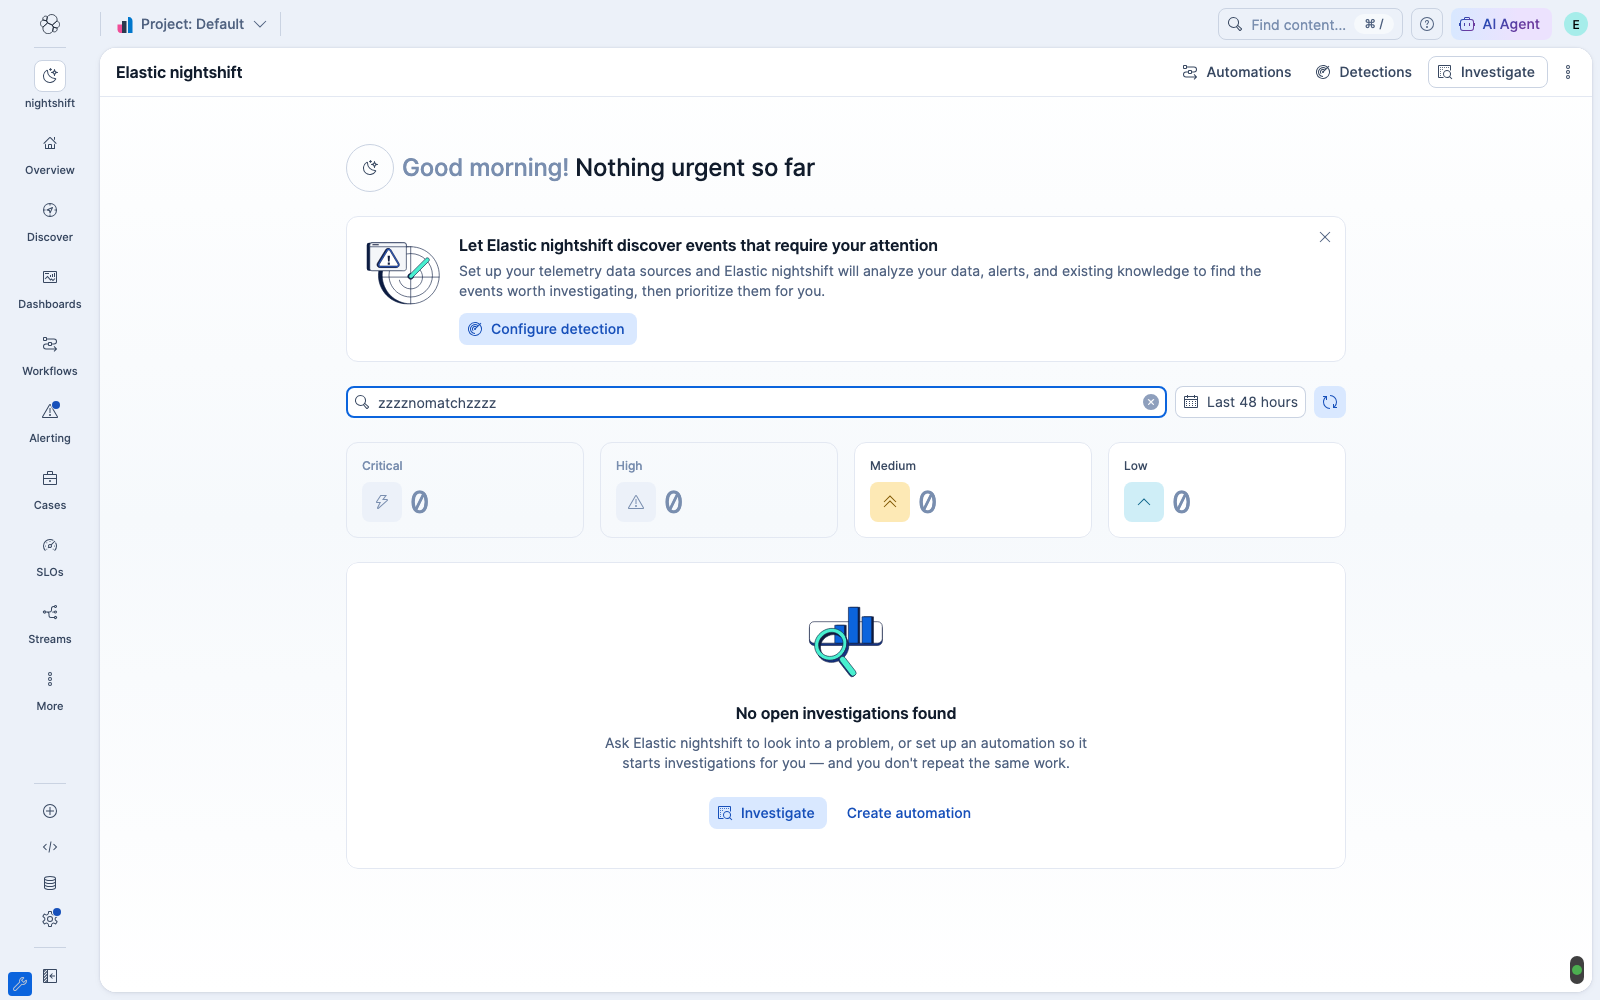 Project: Default
Find content...
⌘ /
AI Agent
E
nightshift
Overview
Discover
Dashboards
Workflows
Alerting
Cases
SLOs
Streams
More
Elastic nightshift
Automations
Detections
Investigate
Good morning! Nothing urgent so far
Let Elastic nightshift discover events that require your attention
Set up your telemetry data sources and Elastic nightshift will analyze your data, alerts, and existing knowledge to find the
events worth investigating, then prioritize them for you.
Configure detection
zzzznomatchzzzz
Last 48 hours
Critical
0
High
0
Medium
0
Low
0
No open investigations found
Ask Elastic nightshift to look into a problem, or set up an automation so it
starts investigations for you — and you don't repeat the same work.
Investigate
Create automation